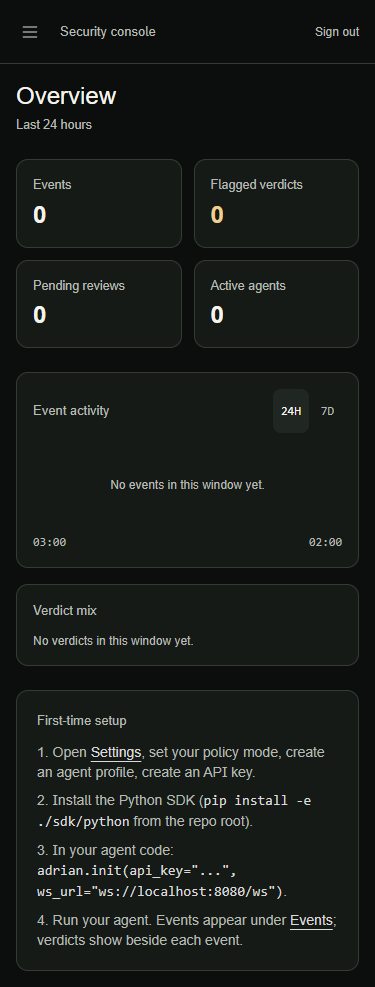 Security console
Sign out
Overview
Last 24 hours
Events
Flagged verdicts
0
0
Pending reviews
Active agents
0
0
Event activity
24H
7D
No events in this window yet.
03:00
02:00
Verdict mix
No verdicts in this window yet.
First-time setup
1. Open Settings, set your policy mode, create
an agent profile, create an API key.
2. Install the Python SDK (pip install -e
./sdk/python from the repo root).
3. In your agent code:
adrian.init(api_key="...",
ws_url="ws://localhost:8080/ws").
4. Run your agent. Events appear under Events;
verdicts show beside each event.